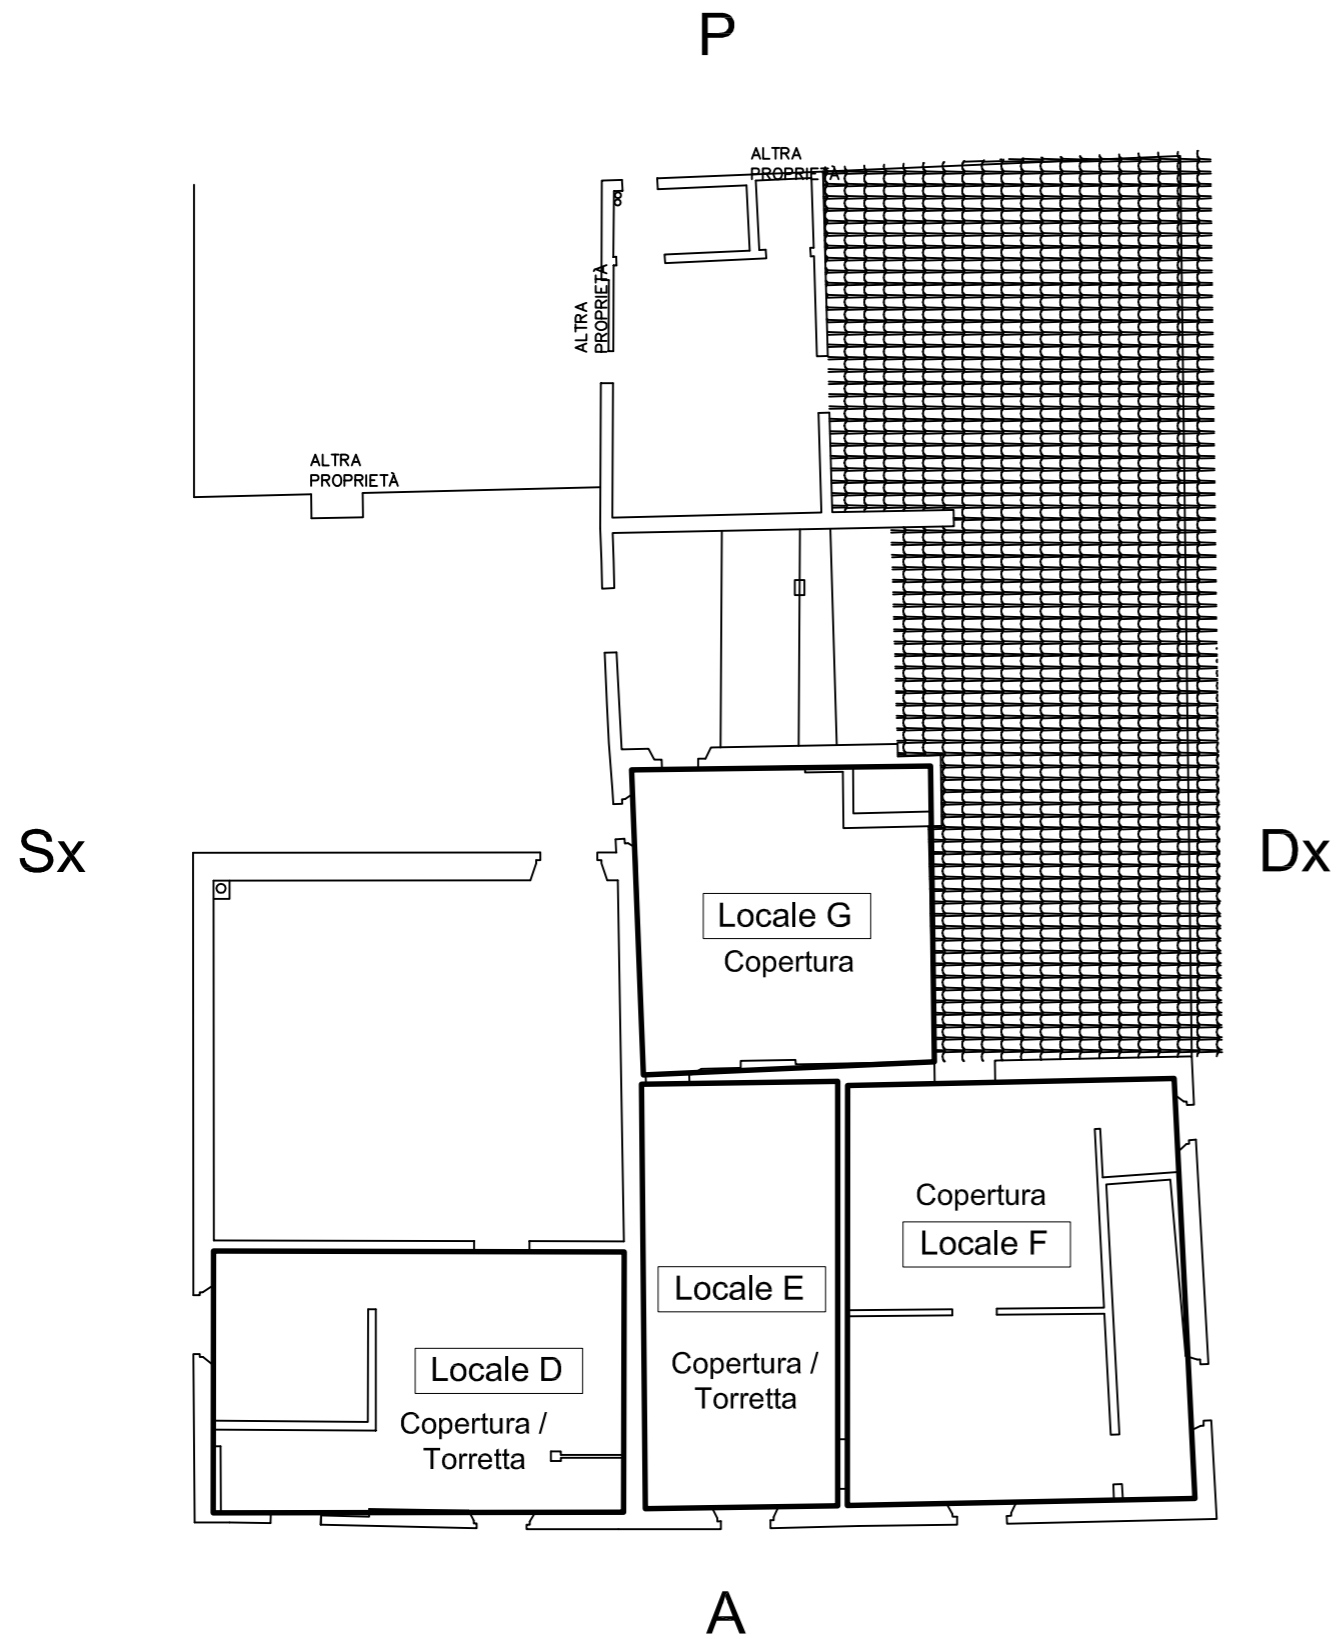 P
ALTRA
PROPRIETÀ
ALTRA
PROPRIETÀ
ALTRA
PROPRIETÀ
Sx
Dx
Locale G
Copertura
Copertura
Locale F
Locale E
Copertura /
Torretta
Locale D
Copertura /
Torretta
A